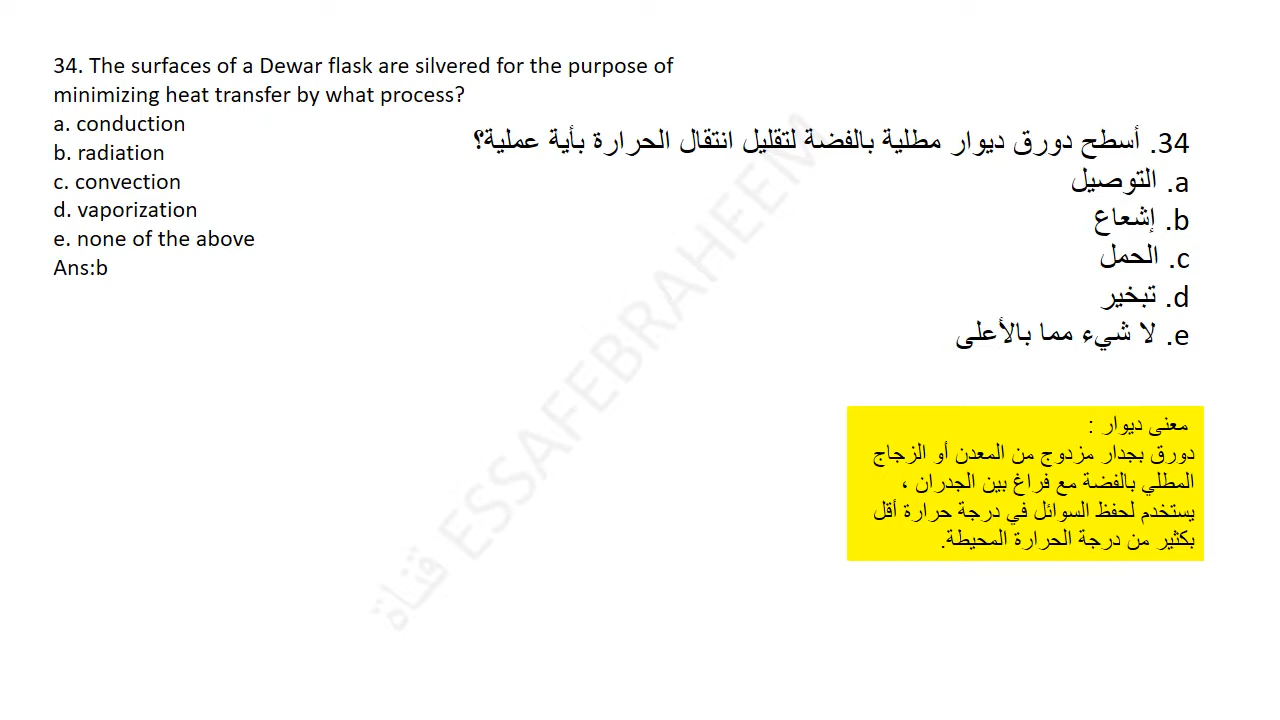 34. The surfaces of a Dewar flask are silvered for the purpose of
minimizing heat transfer by what process?
a. conduction
b. radiation
c. convection
d. vaporization
e. none of the above
Ans:b
34. أسطح دورق ديوار مطلية بالفضة لتقليل انتقال الحرارة بأية عملية؟
a. التوصيل
b. إشعاع
c. الحمل
d. تبخير
e. لا شيء مما بالأعلى
معنى ديوار :
دورق بجدار مزدوج من المعدن أو الزجاج
المطلي بالفضة مع فراغ بين الجدران ،
يستخدم لحفظ السوائل في درجة حرارة أقل
بكثير من درجة الحرارة المحيطة.
قناة ESSAFEBRAHEEM